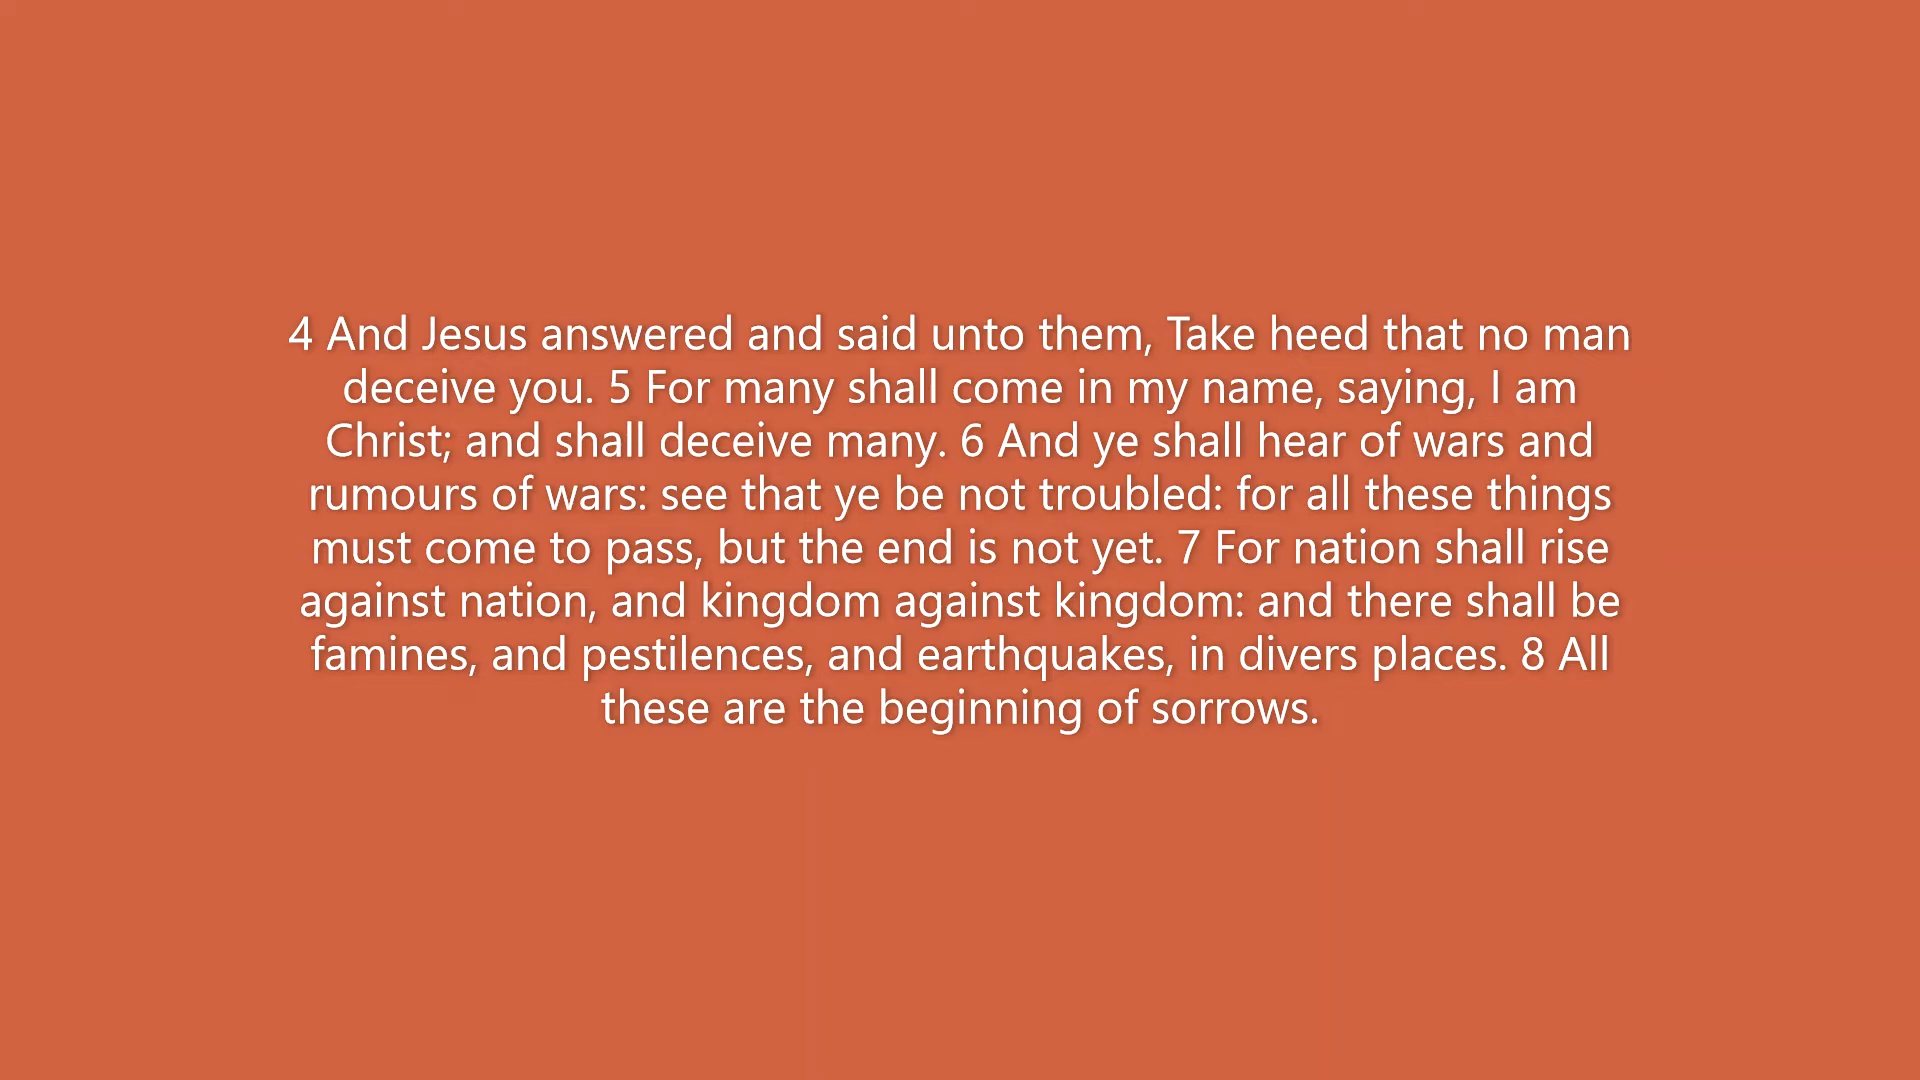 4 And Jesus answered and said unto them, Take heed that no man
deceive you. 5 For many shall come in my name, saying, I am
Christ; and shall deceive many. 6 And ye shall hear of wars and
rumours of wars: see that ye be not troubled: for all these things
must come to pass, but the end is not yet. 7 For nation shall rise
against nation, and kingdom against kingdom: and there shall be
famines, and pestilences, and earthquakes, in divers places. 8 All
these are the beginning of sorrows.